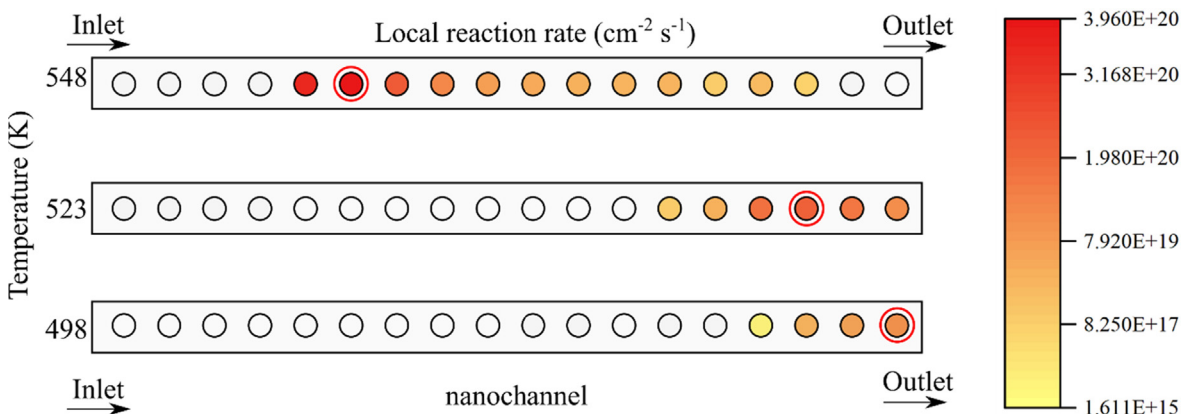 Inlet
Local reaction rate (cm-2 s-1)
Outlet
548
523
498
Temperature (K)
Inlet
nanochannel
Outlet
3.960E+20
3.168E+20
1.980E+20
7.920E+19
8.250E+17
1.611E+15